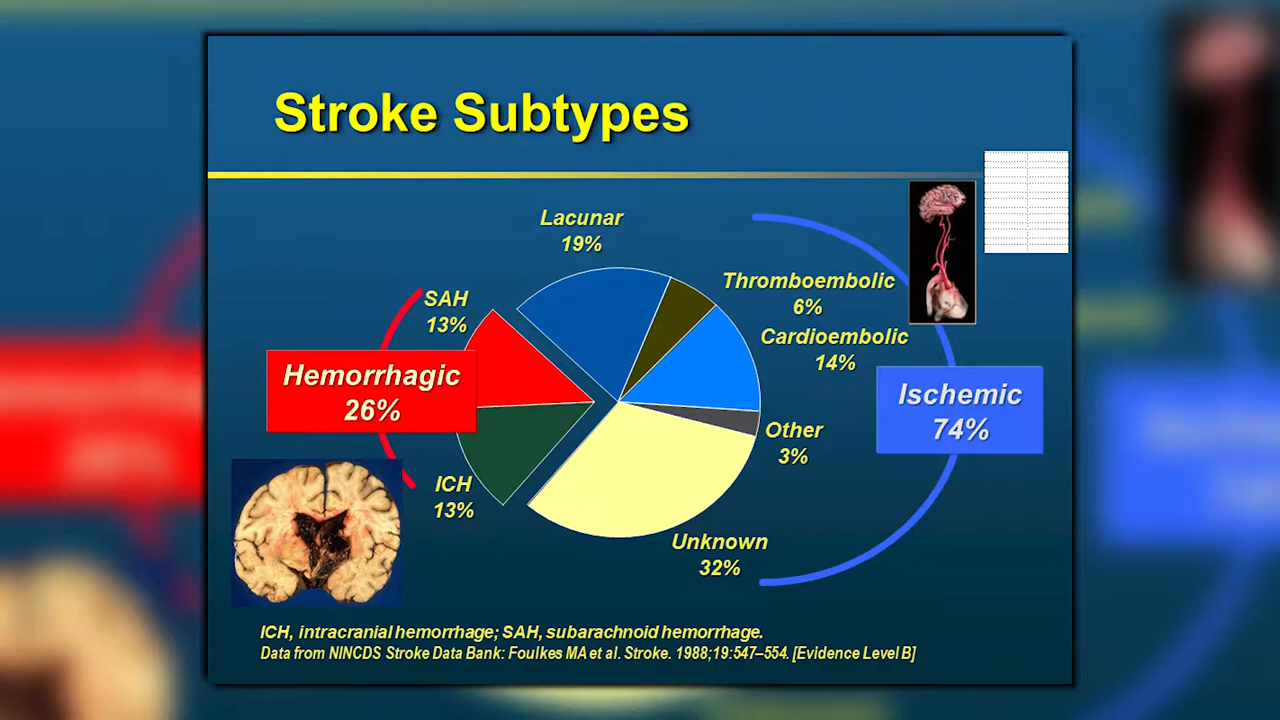 Stroke Subtypes
Lacunar
19%
SAH
13%
Thromboembolic
6%
Cardioembolic
14%
Hemorrhagic
26%
Ischemic
74%
Other
3%
ICH
13%
Unknown
32%
ICH, intracranial hemorrhage; SAH, subarachnoid hemorrhage.
Data from NINCDS Stroke Data Bank: Foulkes MA et al. Stroke. 1988;19:547–554. [Evidence Level B]